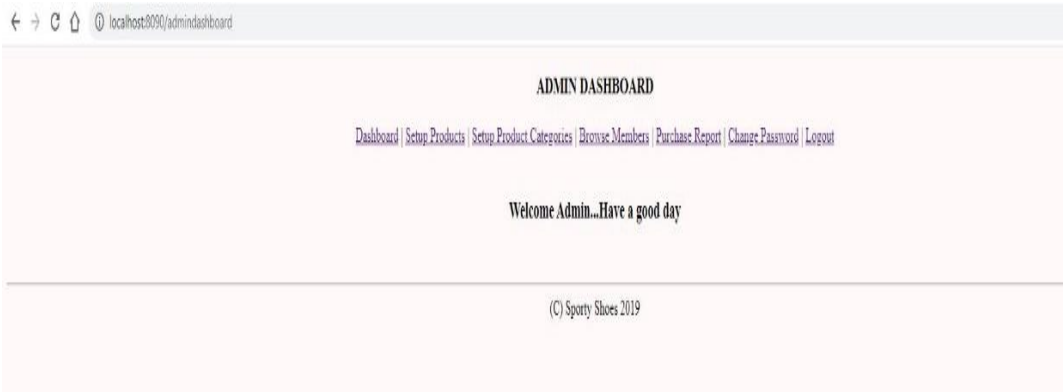 localhost:8090/admindashboard
ADMIN DASHBOARD
Dashboard | Setup Products | Setup Product Categories | Browse Members | Purchase Report | Change Password | Logout
Welcome Admin...Have a good day
(C) Sporty Shoes 2019